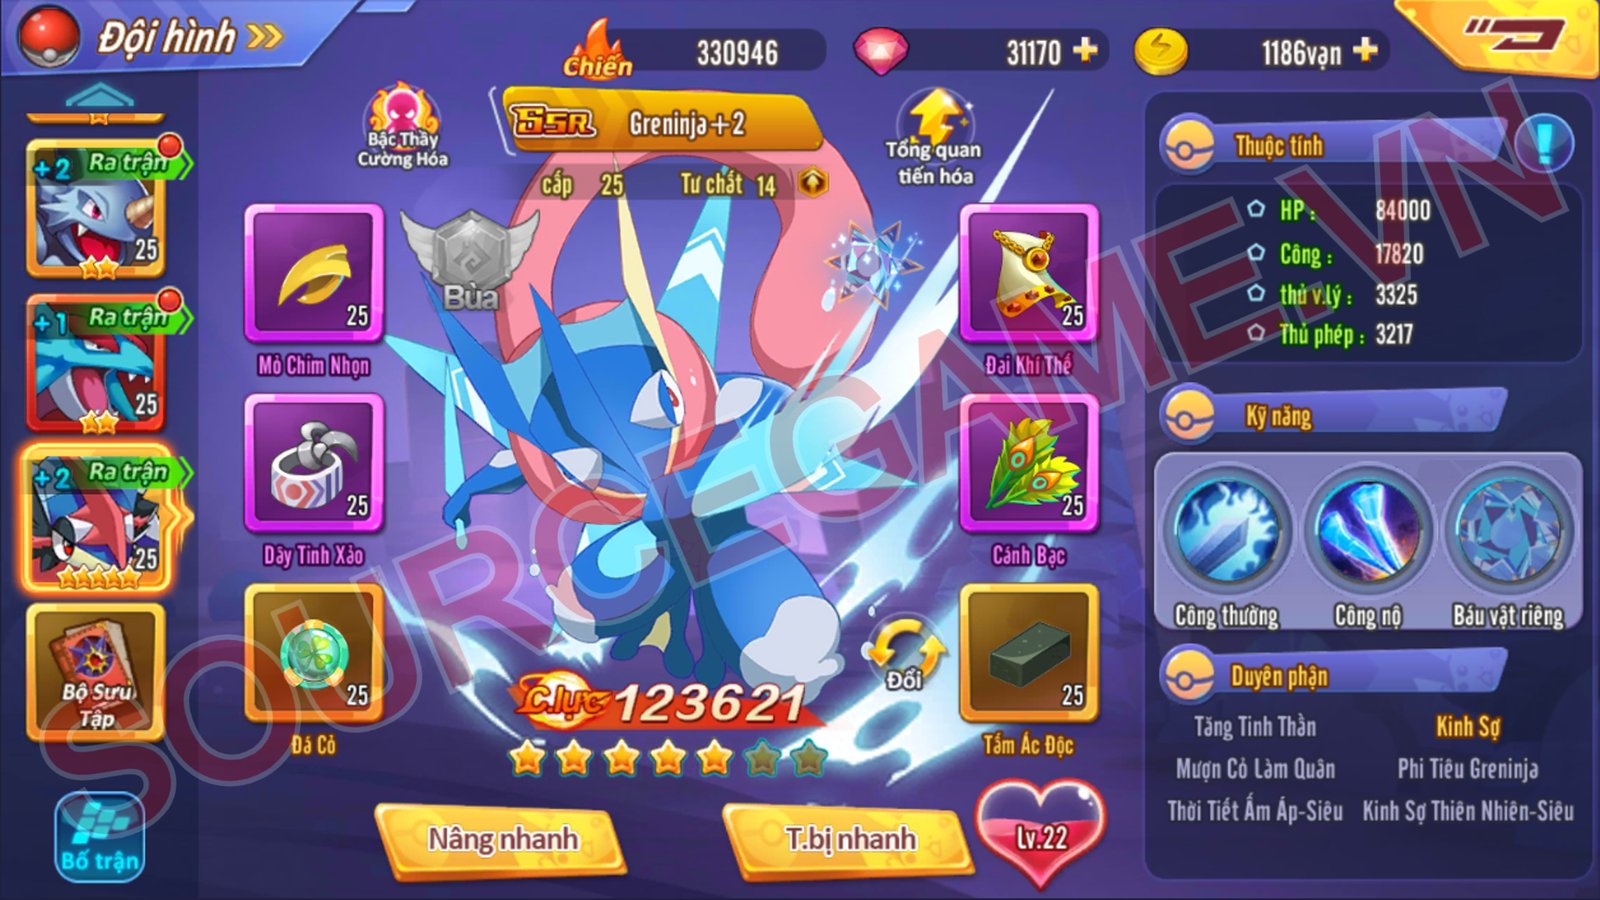 Đội hình
Chiến 330946
31170
1186vạn
+2 Ra trận
25
+1 Ra trận
25
+2 Ra trận
25
Bộ Sưu
Tập
Bố trận
Bậc Thầy
Cường Hóa
SSR Greninja+2
cấp 25 Tư chất 14
Tổng quan
tiến hóa
Bùa
25
Mỏ Chim Nhọn
25
Dây Tinh Xảo
25
Đá Cỏ
25
Đai Khí Thế
25
Cánh Bạc
25
Tấm Ác Độc
Đổi
C.lực 123621
Nâng nhanh
T.bị nhanh
Lv.22
Thuộc tính
HP : 84000
Công : 17820
thủ v.lý : 3325
Thủ phép : 3217
Kỹ năng
Công thường
Công nộ
Báu vật riêng
Duyên phận
Tăng Tinh Thần Kinh Sợ
Mượn Cỏ Làm Quân Phi Tiêu Greninja
Thời Tiết Ấm Áp-Siêu Kinh Sợ Thiên Nhiên-Siêu
SOURCEGAME.VN